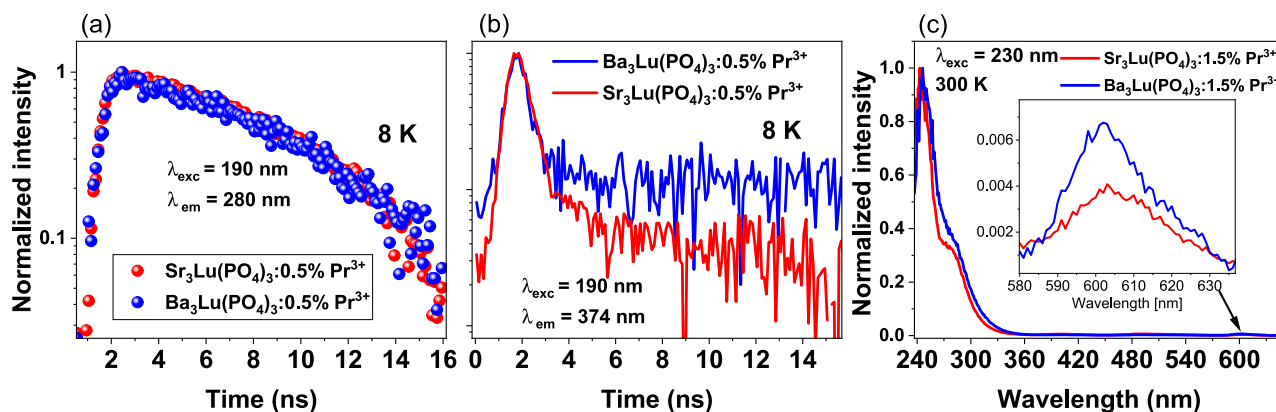 (a)
Normalized intensity
1
0.1
8 K
λexc = 190 nm
λem = 280 nm
Sr3Lu(PO4)3:0.5% Pr3+
Ba3Lu(PO4)3:0.5% Pr3+
2 4 6 8 10 12 14 16
Time (ns)
(b)
Normalized intensity
Ba3Lu(PO4)3:0.5% Pr3+
Sr3Lu(PO4)3:0.5% Pr3+
8 K
λexc = 190 nm
λem = 374 nm
0 2 4 6 8 10 12 14
Time (ns)
(c)
Normalized intensity
1.0
0.8
0.6
0.4
0.2
0.0
λexc = 230 nm
300 K
Sr3Lu(PO4)3:1.5% Pr3+
Ba3Lu(PO4)3:1.5% Pr3+
0.006
0.004
0.002
580 590 600 610 620 630
Wavelength [nm]
240 300 360 420 480 540 600
Wavelength (nm)